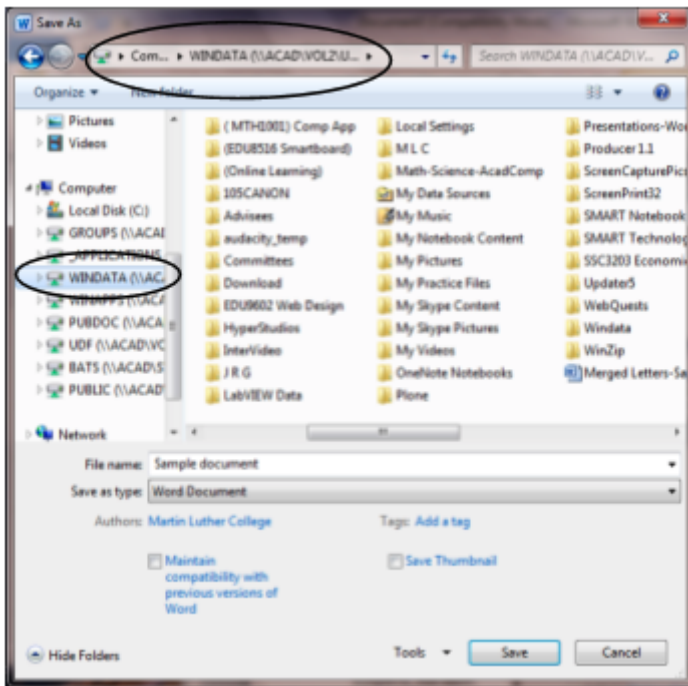 Save As
Com... WINDATA (\\ACAD\VOL2\U...
Search WINDATA (\\ACAD\V...
Organize New folder
Pictures
Videos
Computer
Local Disk (C:)
GROUPS (\\ACAI
_APPLICATIONS
WINDATA (\\AC
WINAPPS (\\ACA
PUBDOC (\\ACA
UDF (\\ACAD\VO
BATS (\\ACAD\S
PUBLIC (\\ACAD
Network
( MTH1001) Comp App
(EDU8516 Smartboard)
(Online Learning)
105CANON
Advisees
audacity_temp
Committees
Download
EDU9602 Web Design
HyperStudios
InterVideo
J R G
LabVIEW Data
Local Settings
M L C
Math-Science-AcadComp
My Data Sources
My Music
My Notebook Content
My Pictures
My Practice Files
My Skype Content
My Skype Pictures
My Videos
OneNote Notebooks
Plone
Presentations-Wo
Producer 1.1
ScreenCapturePics
ScreenPrint32
SMART Notebook
SMART Technolog
SSC3203 Economi
Updater5
WebQuests
Windata
WinZip
Merged Letters-Sa
File name: Sample document
Save as type: Word Document
Authors: Martin Luther College
Tags: Add a tag
Maintain
compatibility with
previous versions of
Word
Save Thumbnail
Hide Folders
Tools Save Cancel